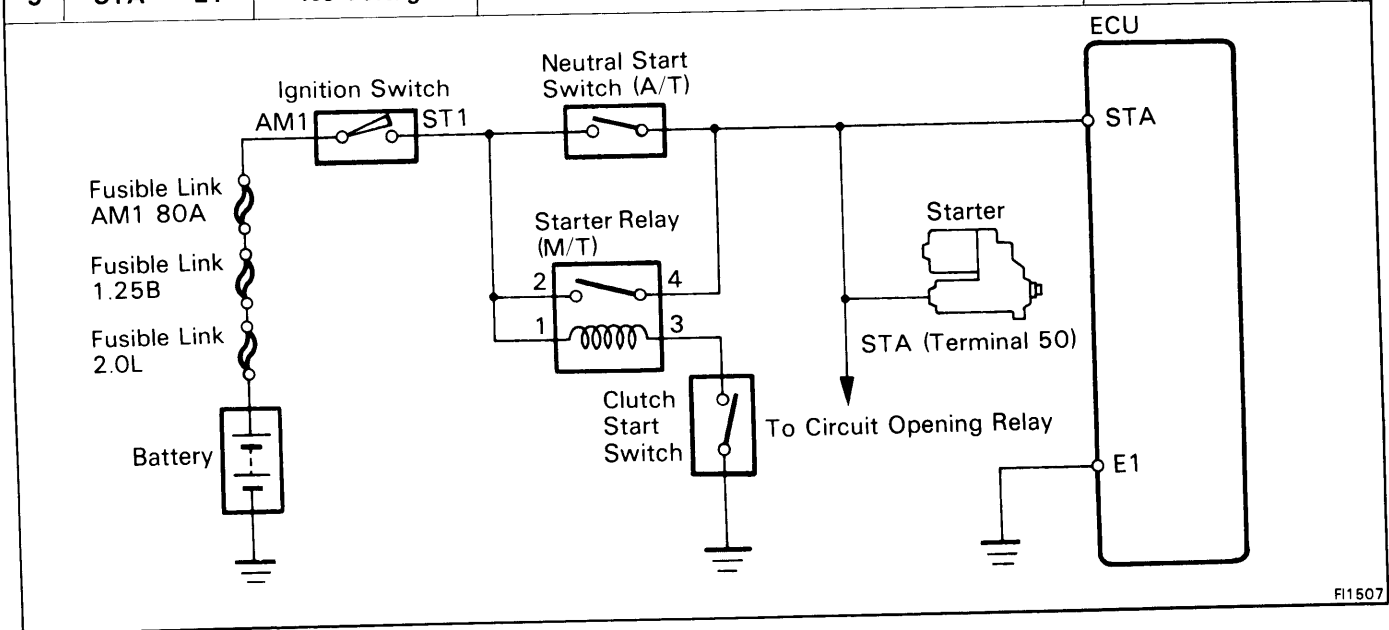 ECU
Neutral Start
Switch (A/T)
Ignition Switch
AM1
ST1
STA
Fusible Link
AM1 80A
Starter Relay
(M/T)
Starter
Fusible Link
1.25B
2
4
1
3
Fusible Link
2.0L
STA (Terminal 50)
Clutch
Start
Switch
To Circuit Opening Relay
Battery
E1
FI1507